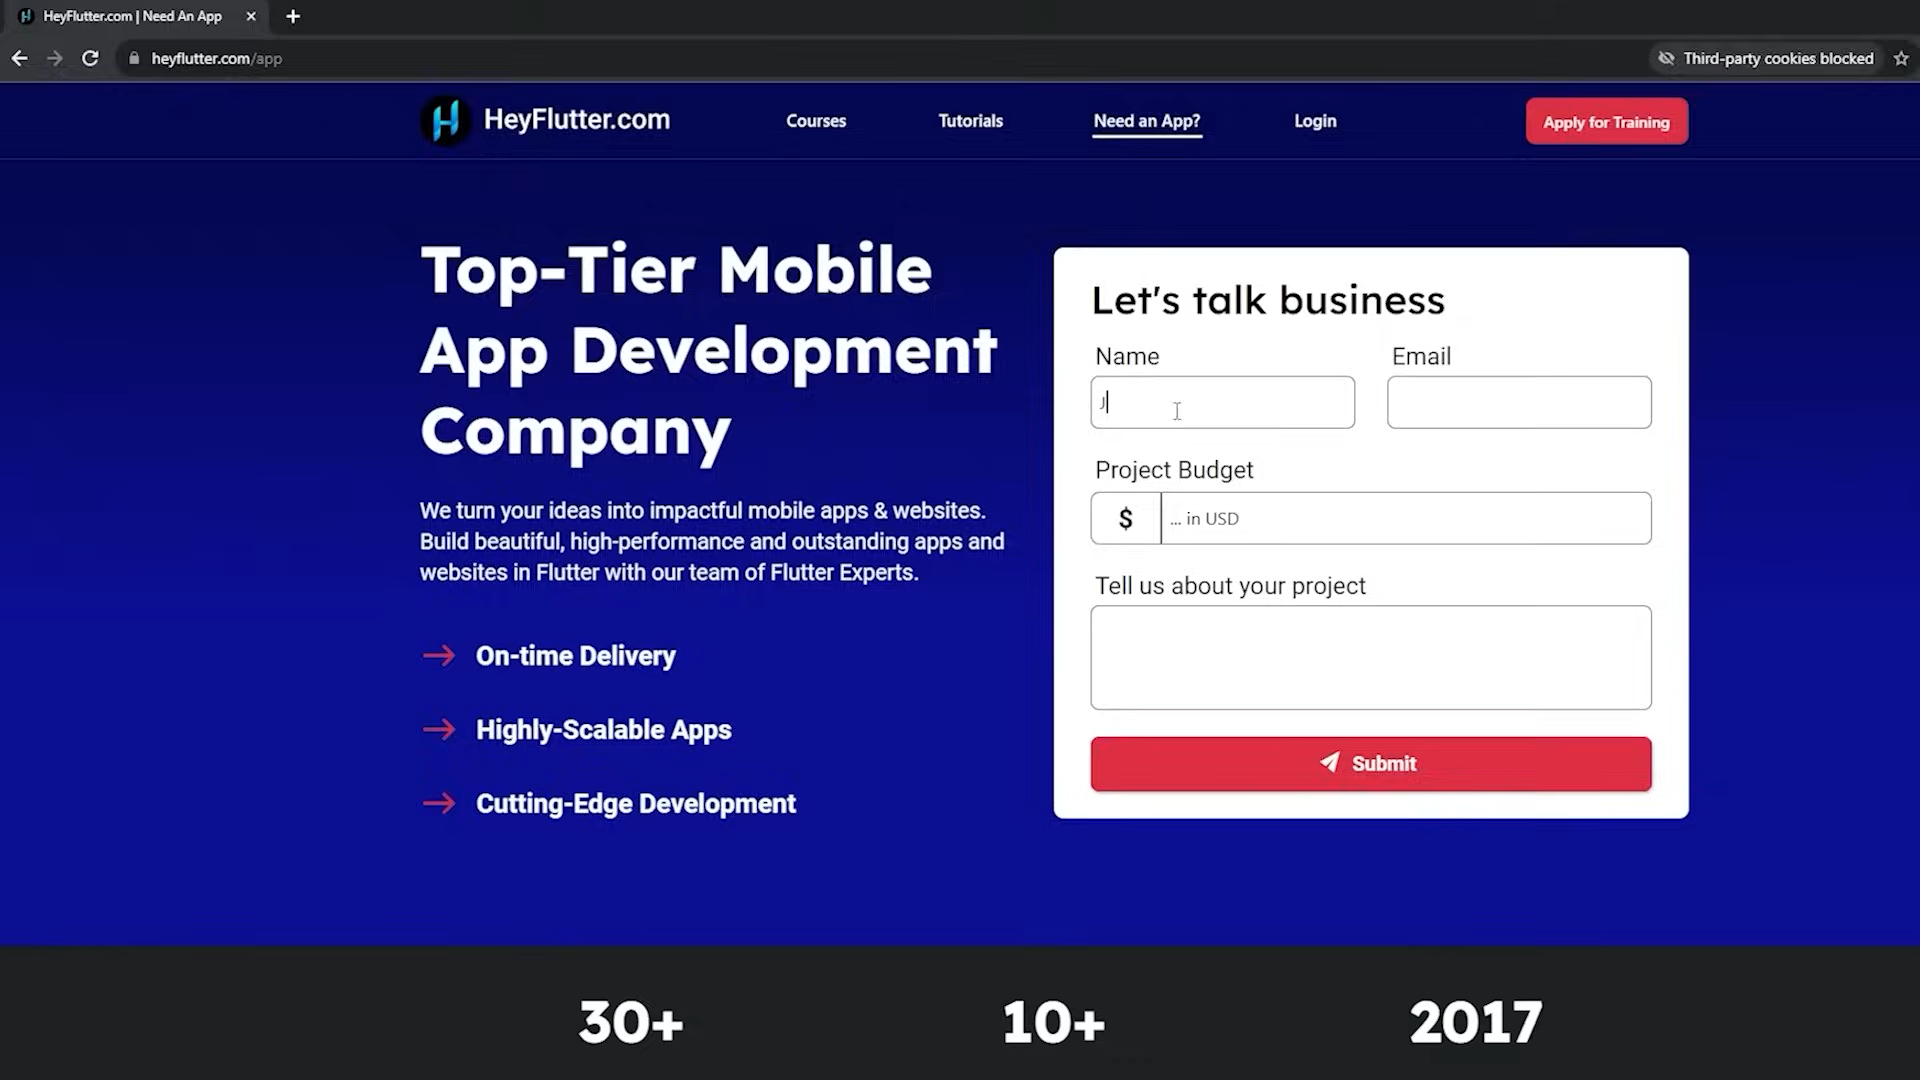 HeyFlutter.com | Need An App
heyflutter.com/app
Third-party cookies blocked
HeyFlutter.com
Courses
Tutorials
Need an App?
Login
Apply for Training
Top-Tier Mobile
App Development
Company
We turn your ideas into impactful mobile apps & websites.
Build beautiful, high-performance and outstanding apps and
websites in Flutter with our team of Flutter Experts.
On-time Delivery
Highly-Scalable Apps
Cutting-Edge Development
Let's talk business
Name
Email
J
Project Budget
$ ... in USD
Tell us about your project
Submit
30+
10+
2017